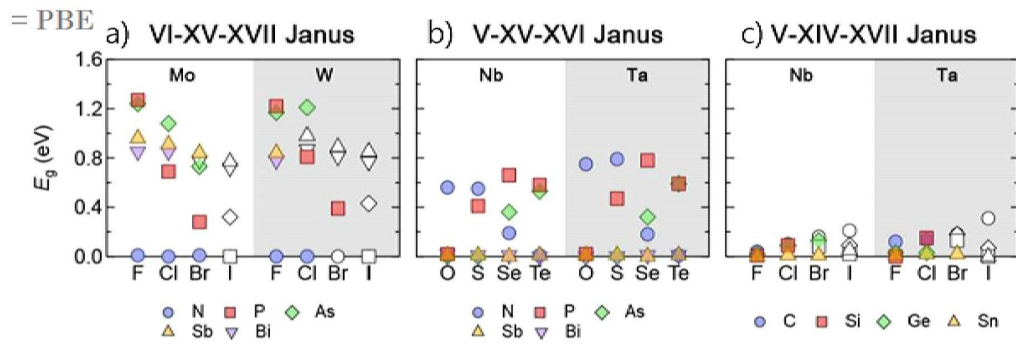 = PBE
a) VI-XV-XVII Janus
b) V-XV-XVI Janus
c) V-XIV-XVII Janus
1.6 Mo W Nb Ta Nb Ta
1.2
0.8
0.4
0.0
E_g (eV)
F Cl Br I F Cl Br I O S Se Te O S Se Te F Cl Br I F Cl Br I
N P As N P As C Si Ge Sn
Sb Bi Sb Bi